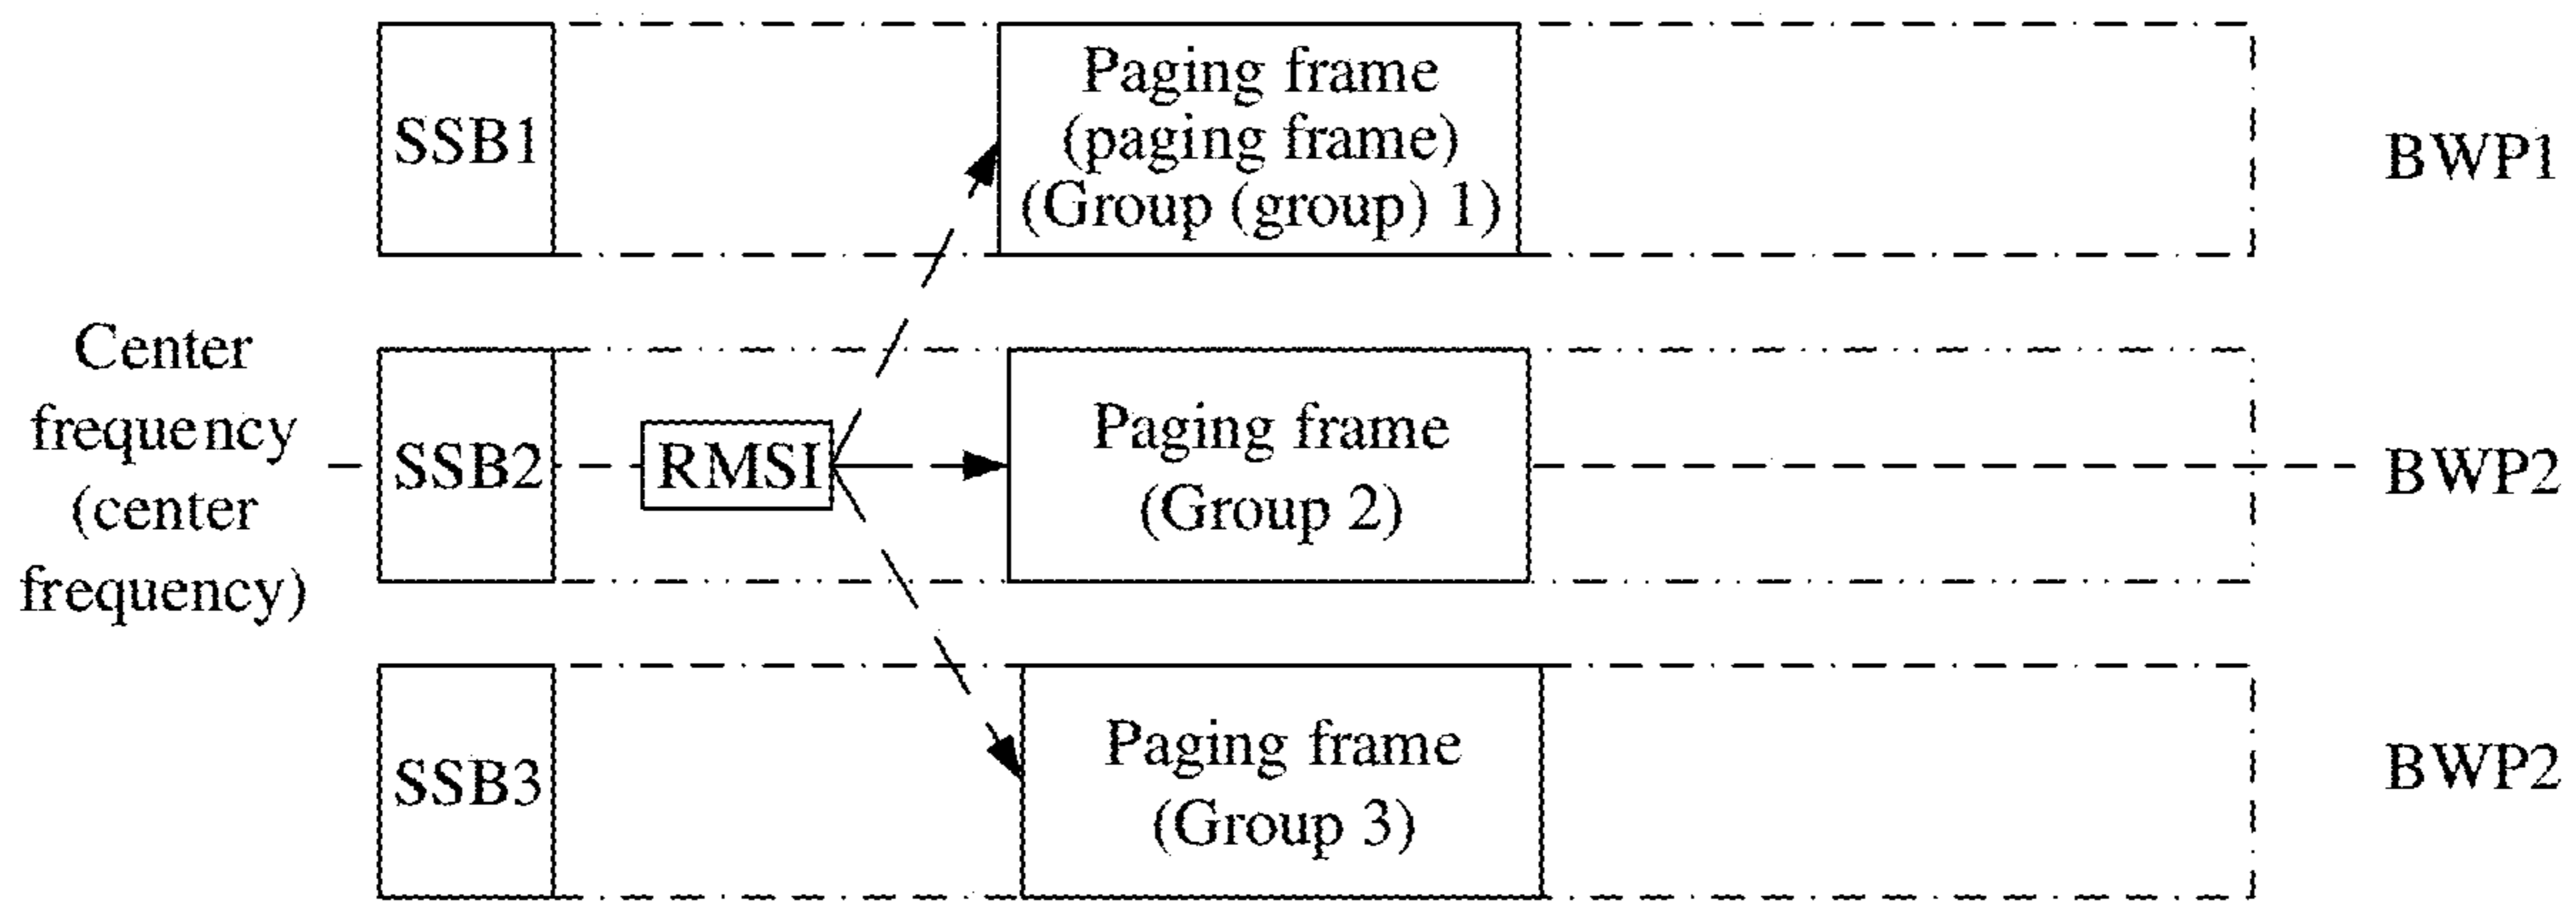 SSB1
Paging frame
(paging frame)
(Group (group) 1)
BWP1
Center
frequency
(center
frequency)
SSB2
RMSI
Paging frame
(Group 2)
BWP2
SSB3
Paging frame
(Group 3)
BWP2